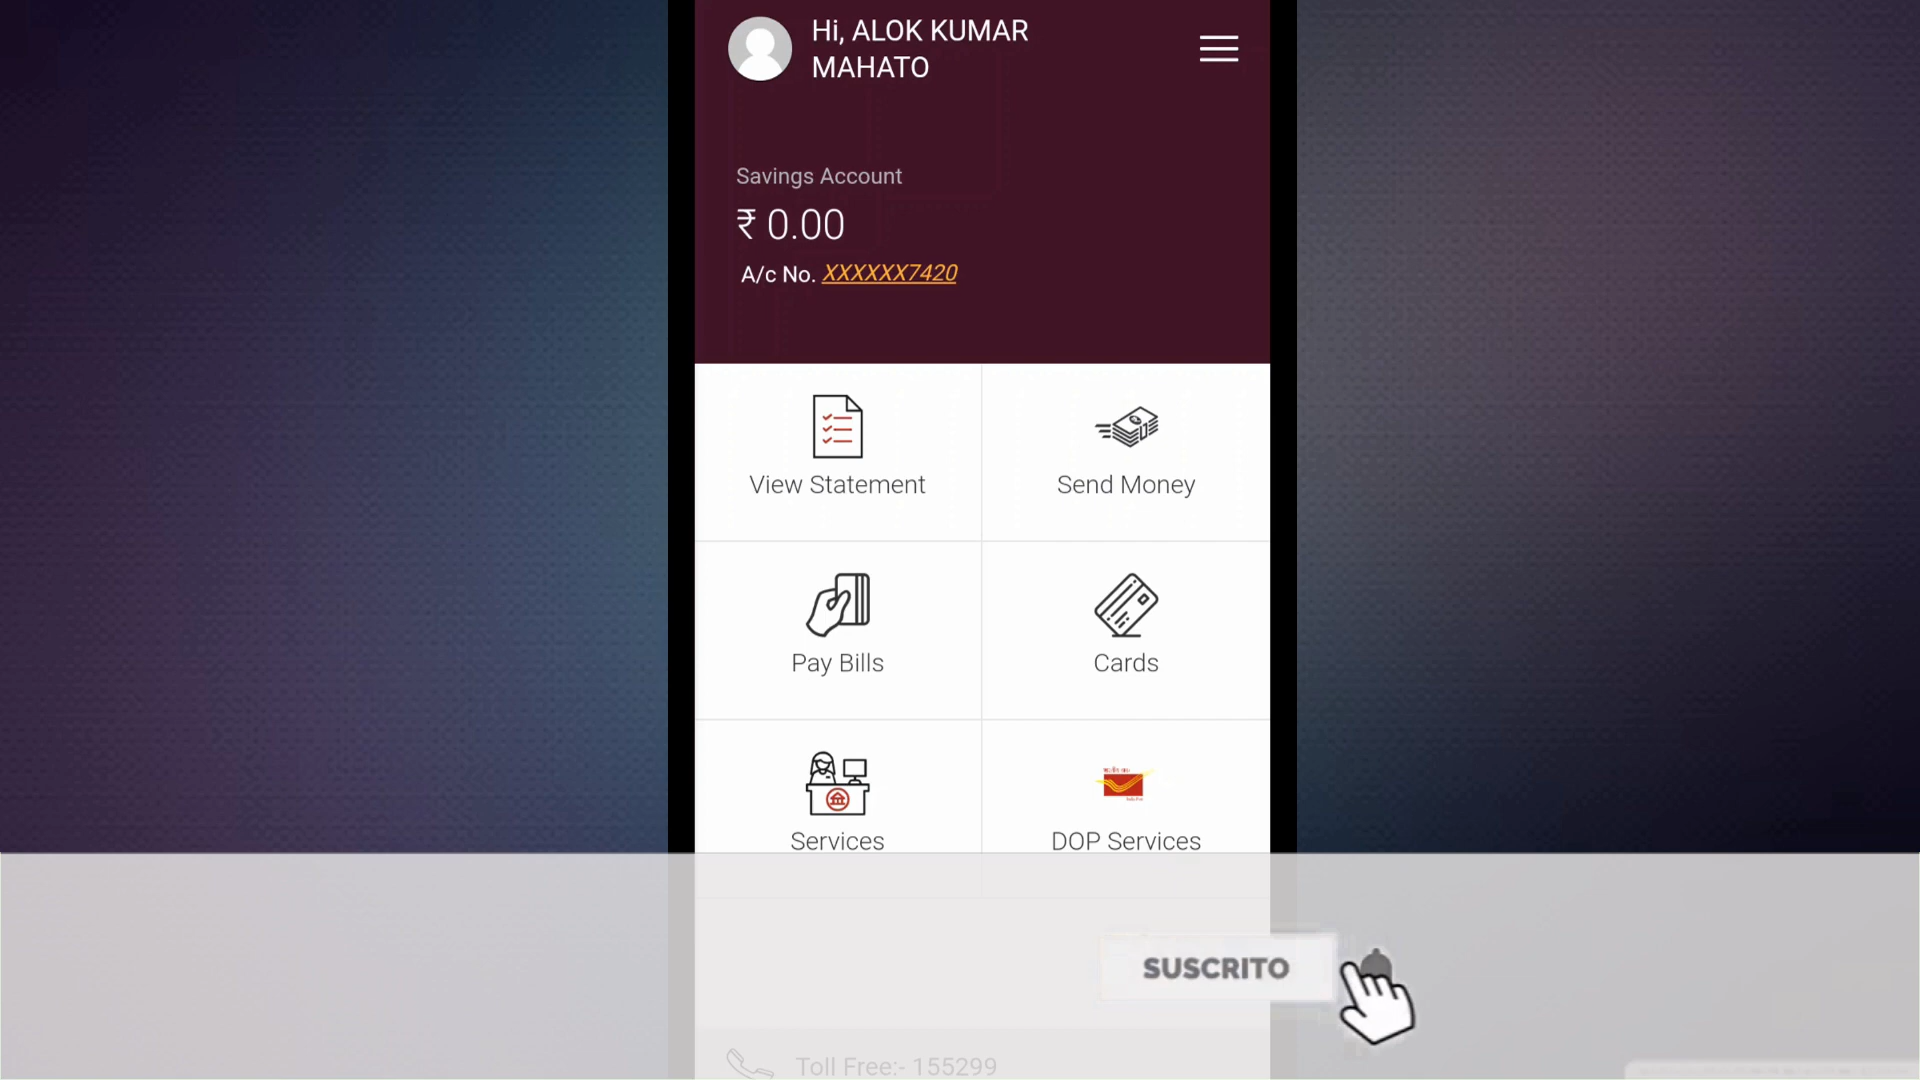 Hi, ALOK KUMAR
MAHATO
Savings Account
₹ 0.00
A/c No. XXXXXX7420
View Statement
Send Money
Pay Bills
Cards
Services
DOP Services
SUSCRITO
Toll Free:- 155299